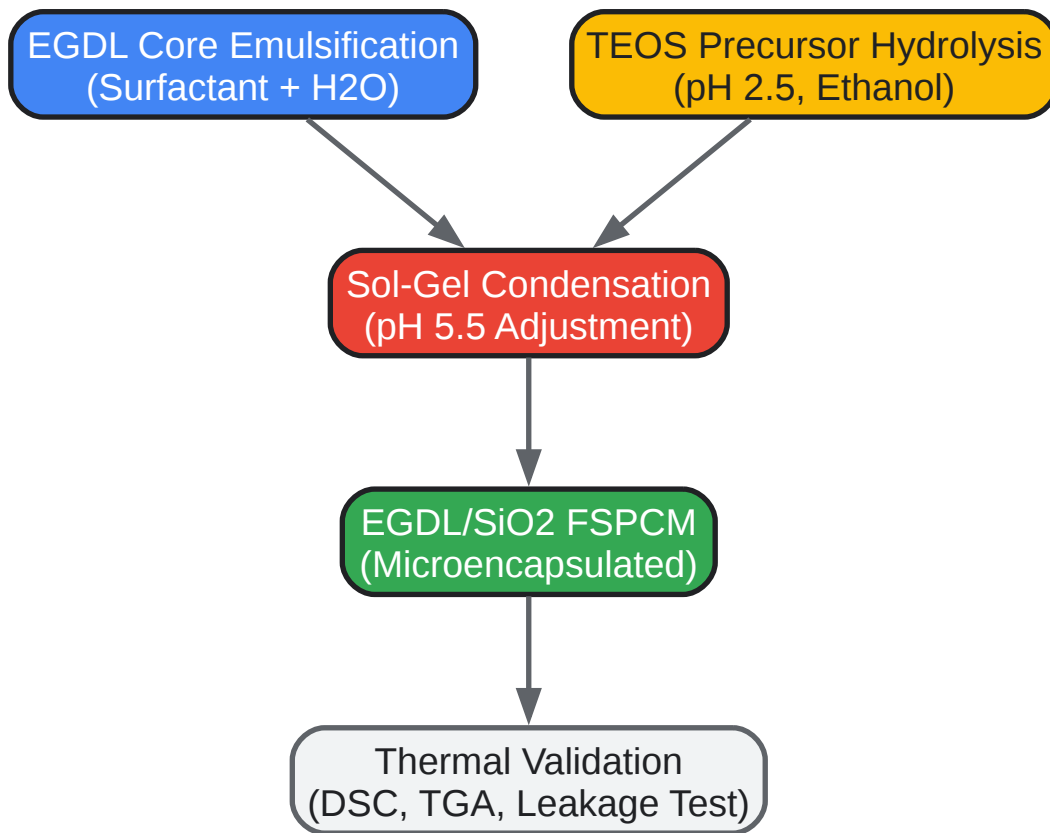 EGDL Core Emulsification
(Surfactant + H2O)
TEOS Precursor Hydrolysis
(pH 2.5, Ethanol)
Sol-Gel Condensation
(pH 5.5 Adjustment)
EGDL/SiO2 FSPCM
(Microencapsulated)
Thermal Validation
(DSC, TGA, Leakage Test)